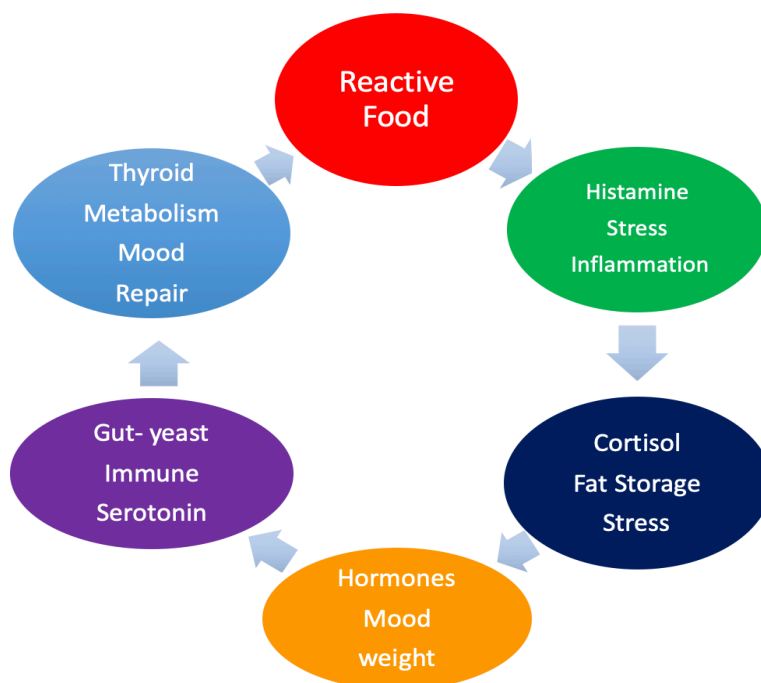 Reactive
Food
Histamine
Stress
Inflammation
Cortisol
Fat Storage
Stress
Hormones
Mood
weight
Gut- yeast
Immune
Serotonin
Thyroid
Metabolism
Mood
Repair